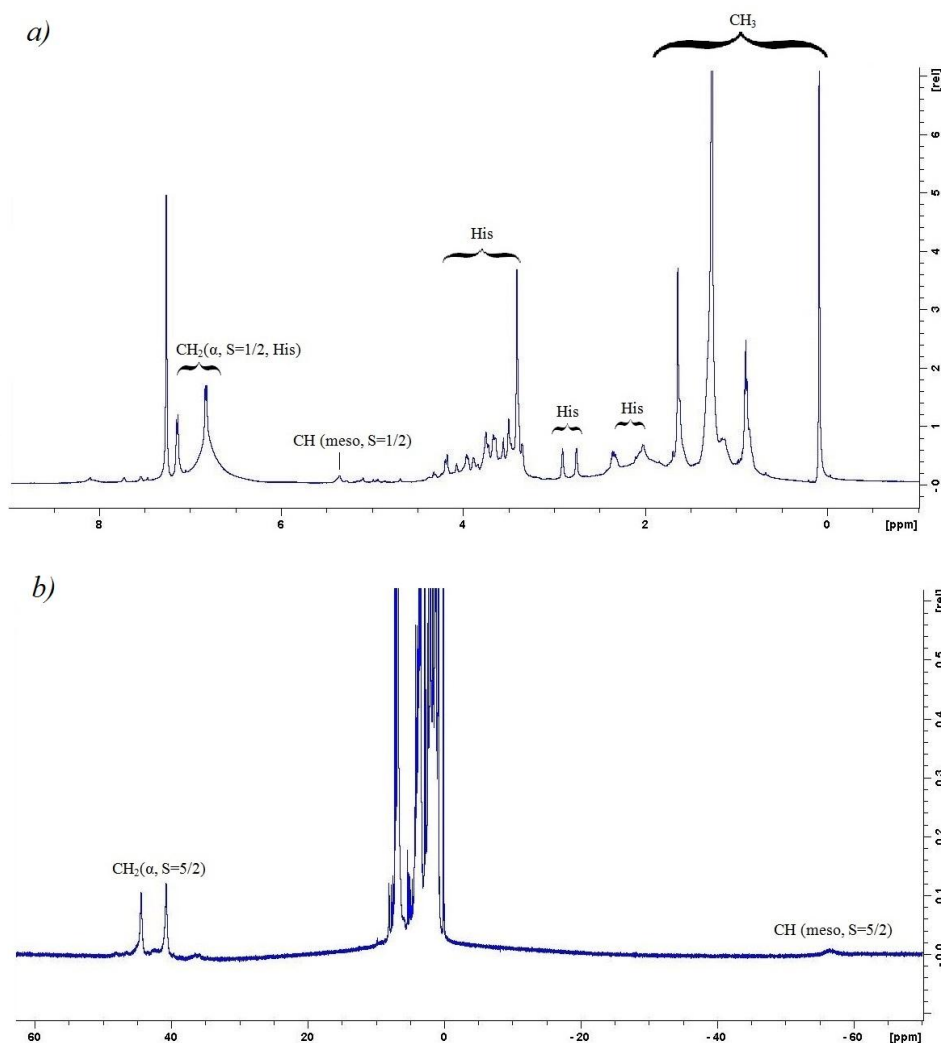 a)
CH₃
[rel]
6
5
4
3
2
1
-0
His
CH₂(α, S=1/2, His)
CH (meso, S=1/2)
His
His
8 6 4 2 0 [ppm]
b)
[rel]
0.5
0.4
0.3
0.2
0.1
-0.0
CH₂(α, S=5/2)
CH (meso, S=5/2)
60 40 20 0 -20 -40 -60 [ppm]